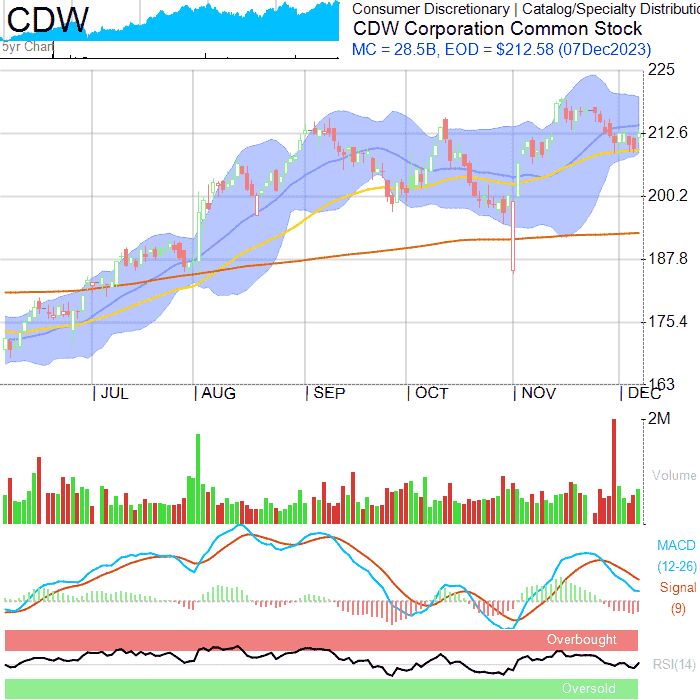 CDW
5yr Chart
Consumer Discretionary | Catalog/Specialty Distributio
CDW Corporation Common Stock
MC = 28.5B, EOD = $212.58 (07Dec2023)
225
212.6
200.2
187.8
175.4
163
JUL AUG SEP OCT NOV DEC
2M
Volume
MACD
(12-26)
Signal
(9)
Overbought
RSI(14)
Oversold